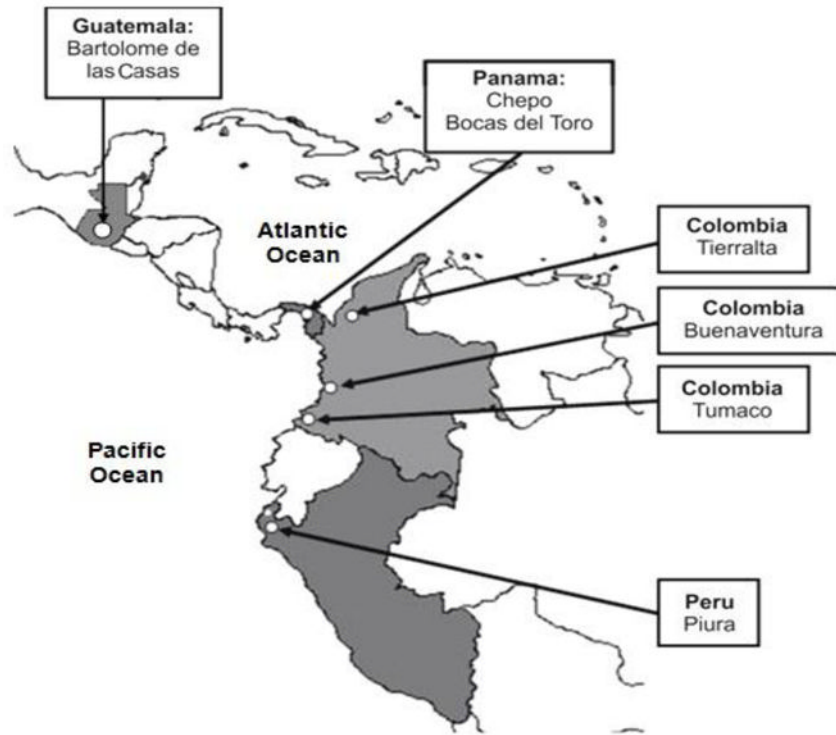 Guatemala:
Bartolome de
las Casas
Panama:
Chepo
Bocas del Toro
Atlantic
Ocean
Colombia
Tierralta
Colombia
Buenaventura
Colombia
Tumaco
Pacific
Ocean
Peru
Piura